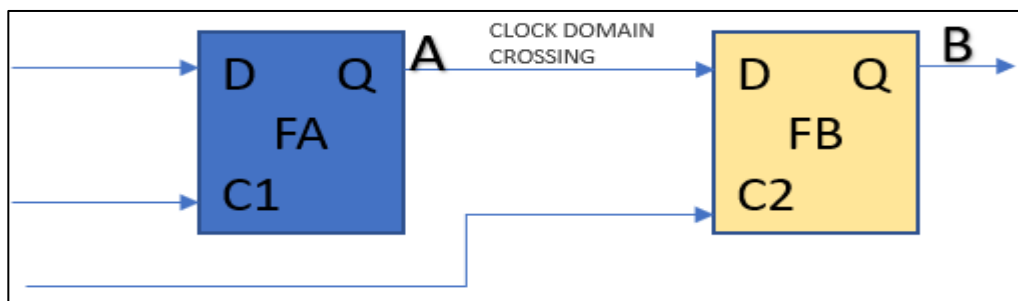 D Q
FA
C1
A
CLOCK DOMAIN
CROSSING
D Q
FB
C2
B